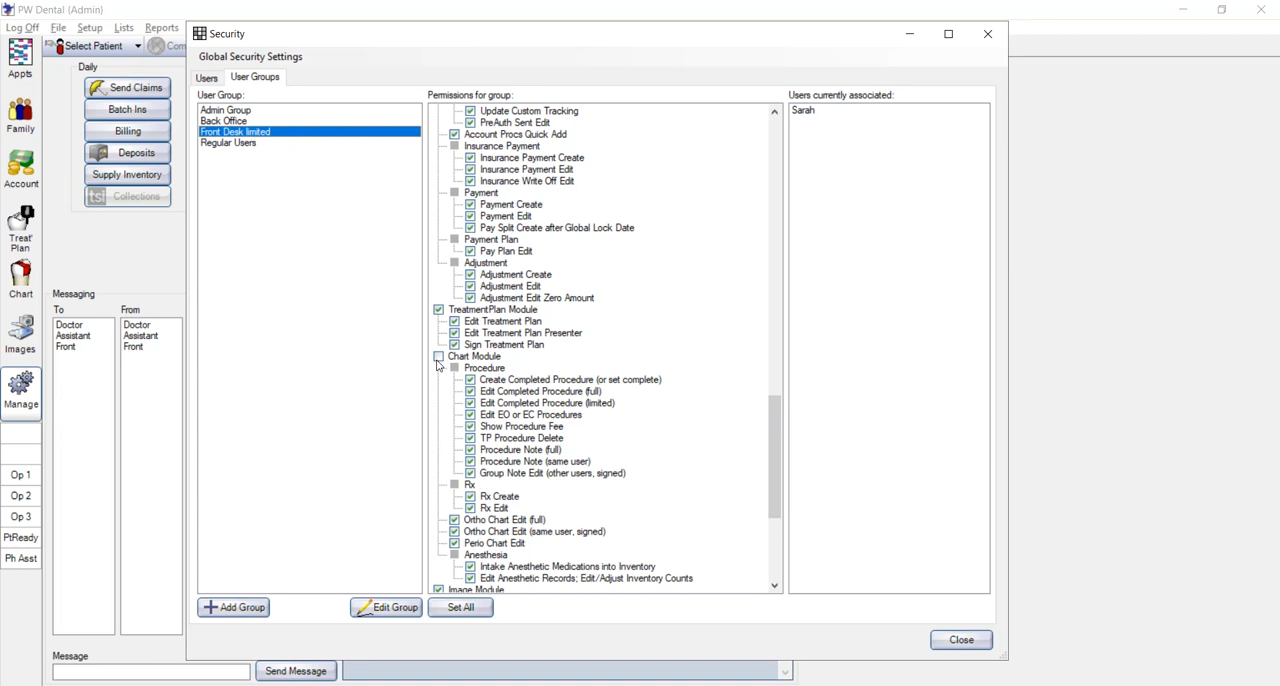 PW Dental (Admin)
Log Off File Setup Lists Reports
Select Patient Com
Appts
Family
Account
Treat' Plan
Chart
Images
Manage
Op 1
Op 2
Op 3
PtReady
Ph Asst
Daily
Send Claims
Batch Ins
Billing
Deposits
Supply Inventory
tsi Collections
Messaging
To From
Doctor Doctor
Assistant Assistant
Front Front
Message
Send Message
Security
Global Security Settings
Users User Groups
User Group:
Admin Group
Back Office
Front Desk limited
Regular Users
Add Group Edit Group
Permissions for group:
Update Custom Tracking
PreAuth Sent Edit
Account Procs Quick Add
Insurance Payment
Insurance Payment Create
Insurance Payment Edit
Insurance Write Off Edit
Payment
Payment Create
Payment Edit
Pay Split Create after Global Lock Date
Payment Plan
Pay Plan Edit
Adjustment
Adjustment Create
Adjustment Edit
Adjustment Edit Zero Amount
TreatmentPlan Module
Edit Treatment Plan
Edit Treatment Plan Presenter
Sign Treatment Plan
Chart Module
Procedure
Create Completed Procedure (or set complete)
Edit Completed Procedure (full)
Edit Completed Procedure (limited)
Edit EO or EC Procedures
Show Procedure Fee
TP Procedure Delete
Procedure Note (full)
Procedure Note (same user)
Group Note Edit (other users, signed)
Rx
Rx Create
Rx Edit
Ortho Chart Edit (full)
Ortho Chart Edit (same user, signed)
Perio Chart Edit
Anesthesia
Intake Anesthetic Medications into Inventory
Edit Anesthetic Records; Edit/Adjust Inventory Counts
Image Module
Set All
Users currently associated:
Sarah
Close